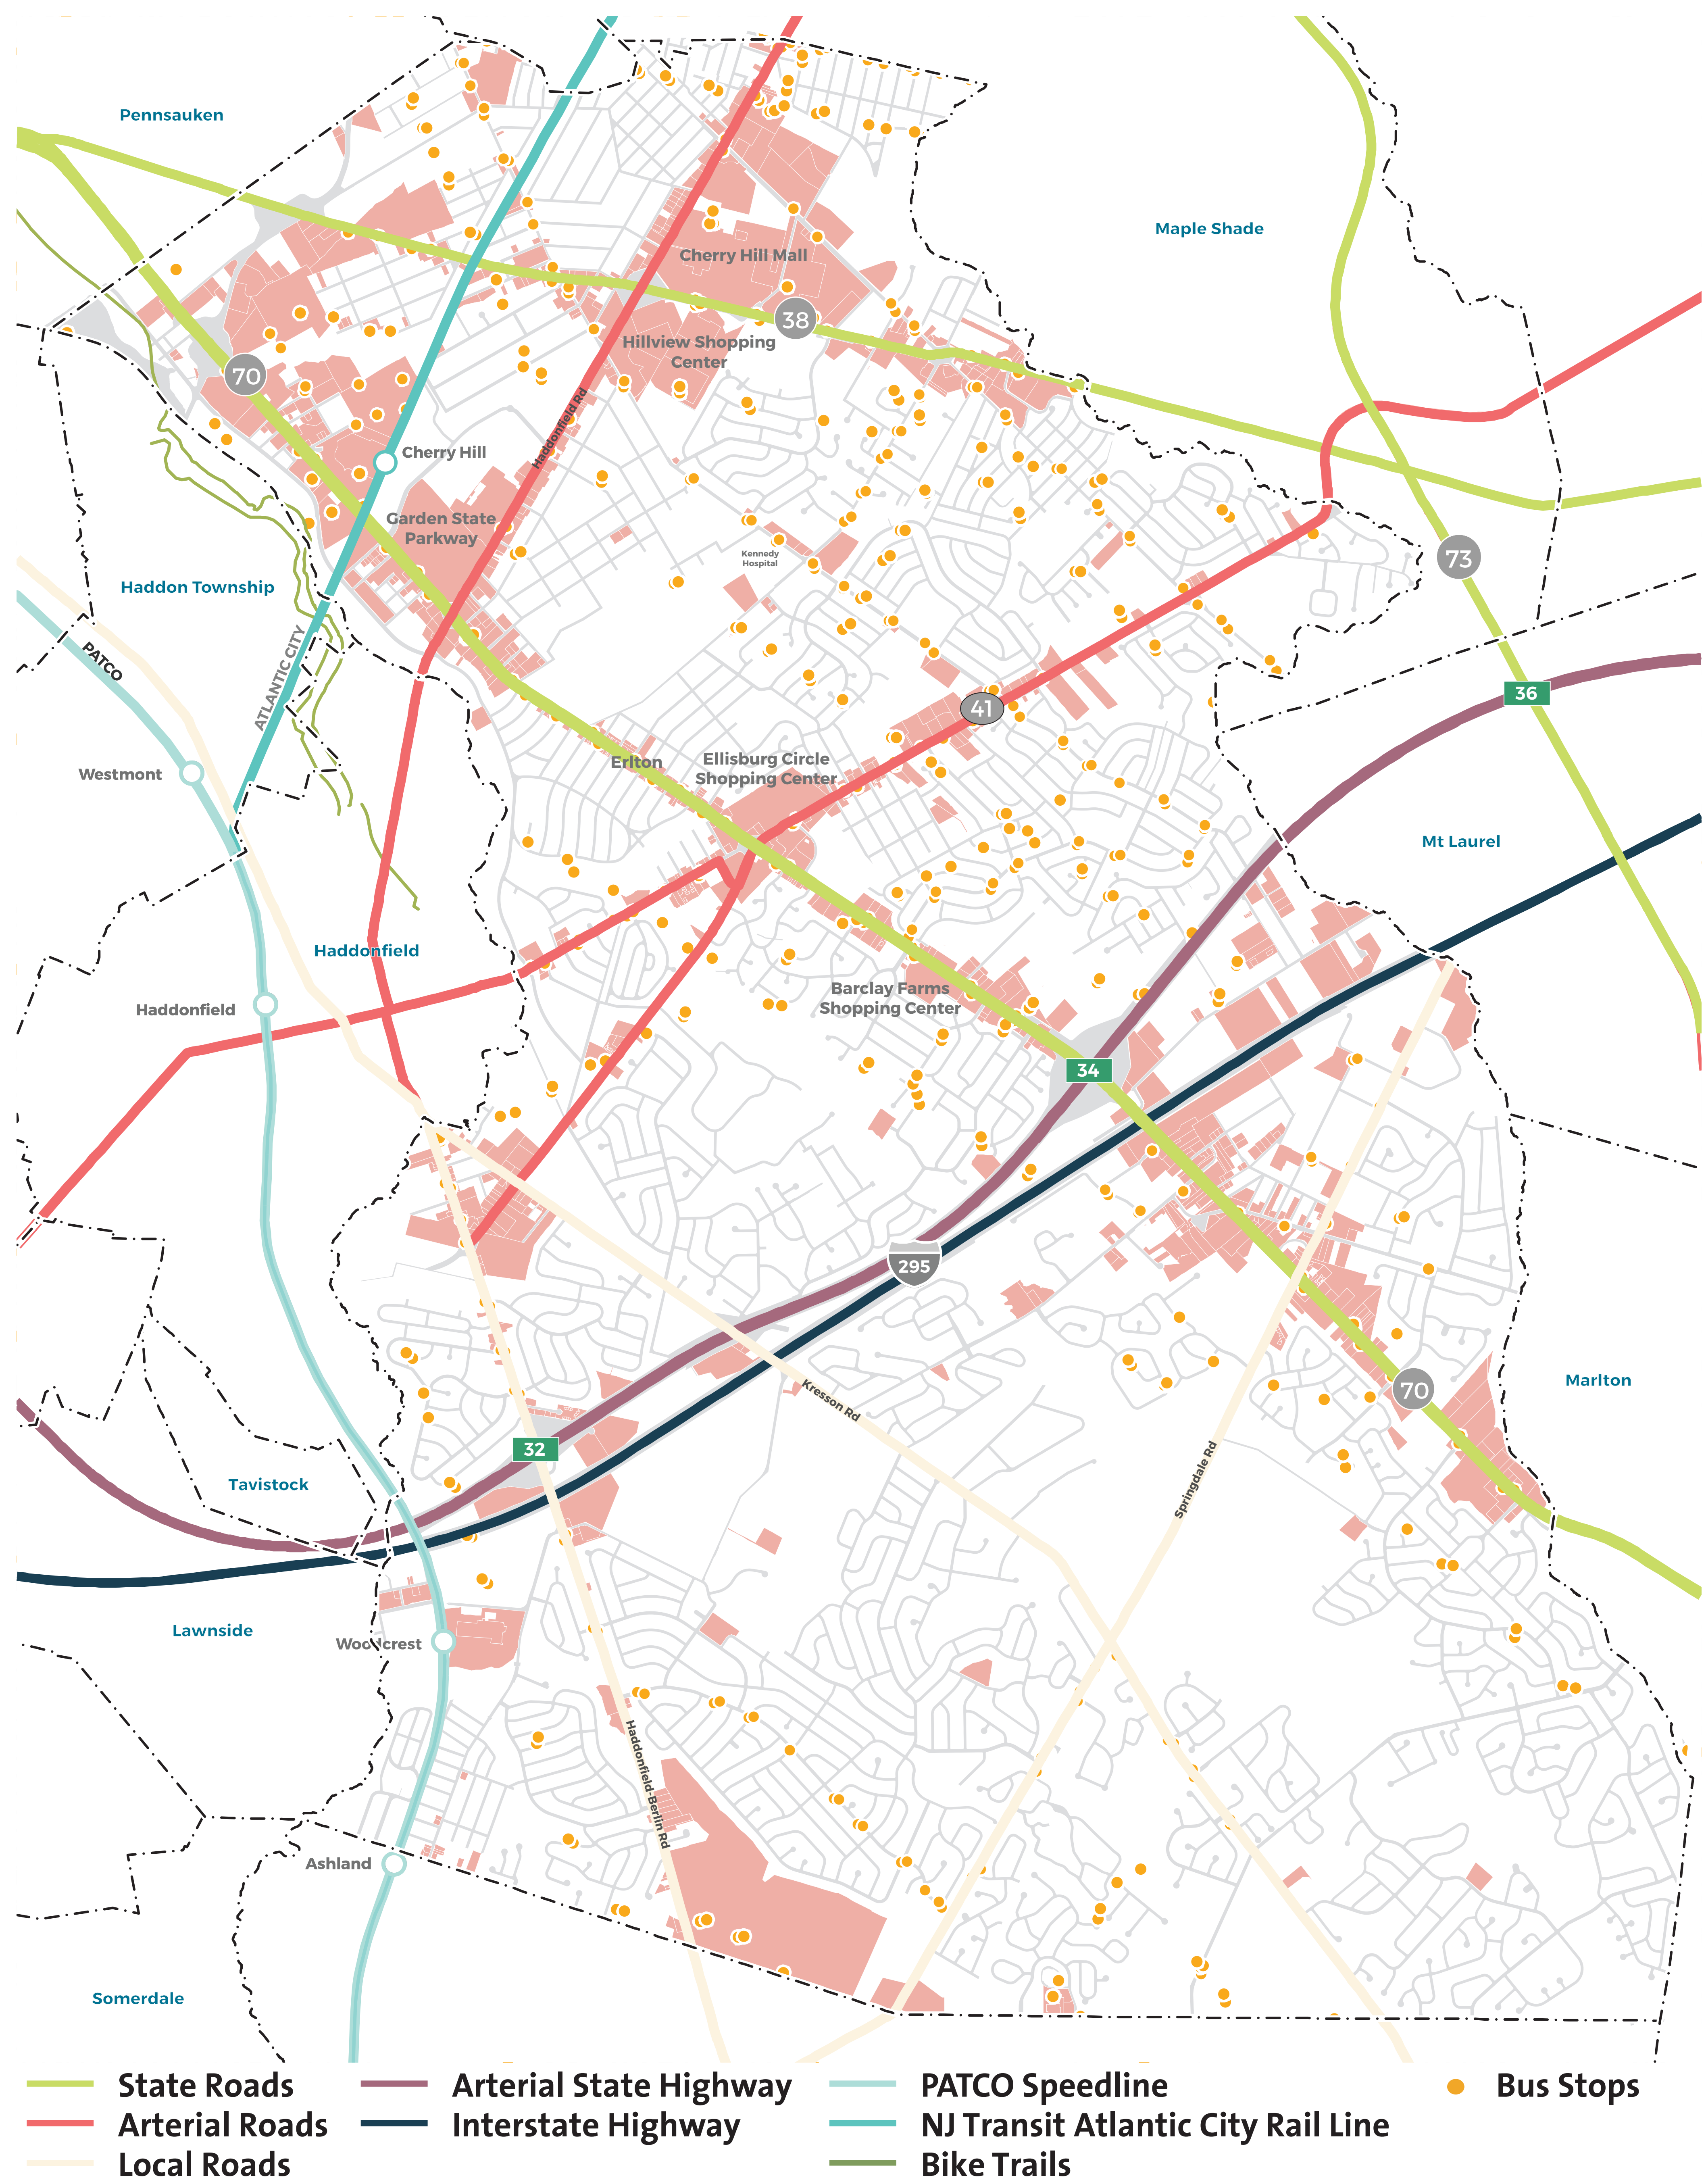 Pennsauken
Maple Shade
Cherry Hill Mall
38
Hillview Shopping
Center
70
Haddonfield Rd
Cherry Hill
Garden State
Parkway
Kennedy
Hospital
73
Haddon Township
PATCO
ATLANTIC CITY
36
41
Westmont
Erlton
Ellisburg Circle
Shopping Center
Mt Laurel
Haddonfield
Haddonfield
Barclay Farms
Shopping Center
34
295
Marlton
70
Kresson Rd
32
Springdale Rd
Tavistock
Lawnside
Woodcrest
Haddonfield-Berlin Rd
Ashland
Somerdale
State Roads
Arterial Roads
Local Roads
Arterial State Highway
Interstate Highway
PATCO Speedline
NJ Transit Atlantic City Rail Line
Bike Trails
Bus Stops